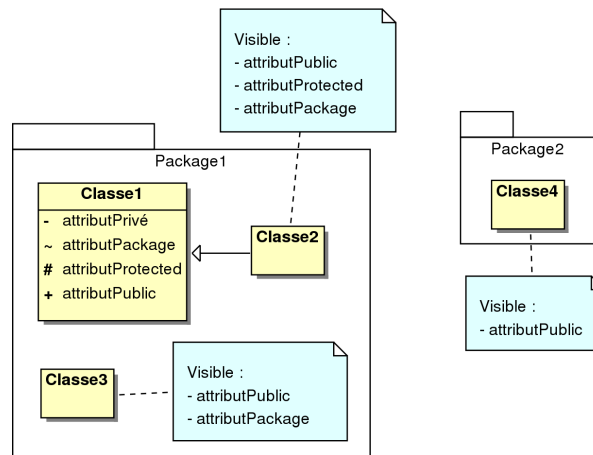 Visible :
- attributPublic
- attributProtected
- attributPackage
Package1
Classe1
- attributPrivé
~ attributPackage
# attributProtected
+ attributPublic
Classe2
Classe3
Visible :
- attributPublic
- attributPackage
Package2
Classe4
Visible :
- attributPublic